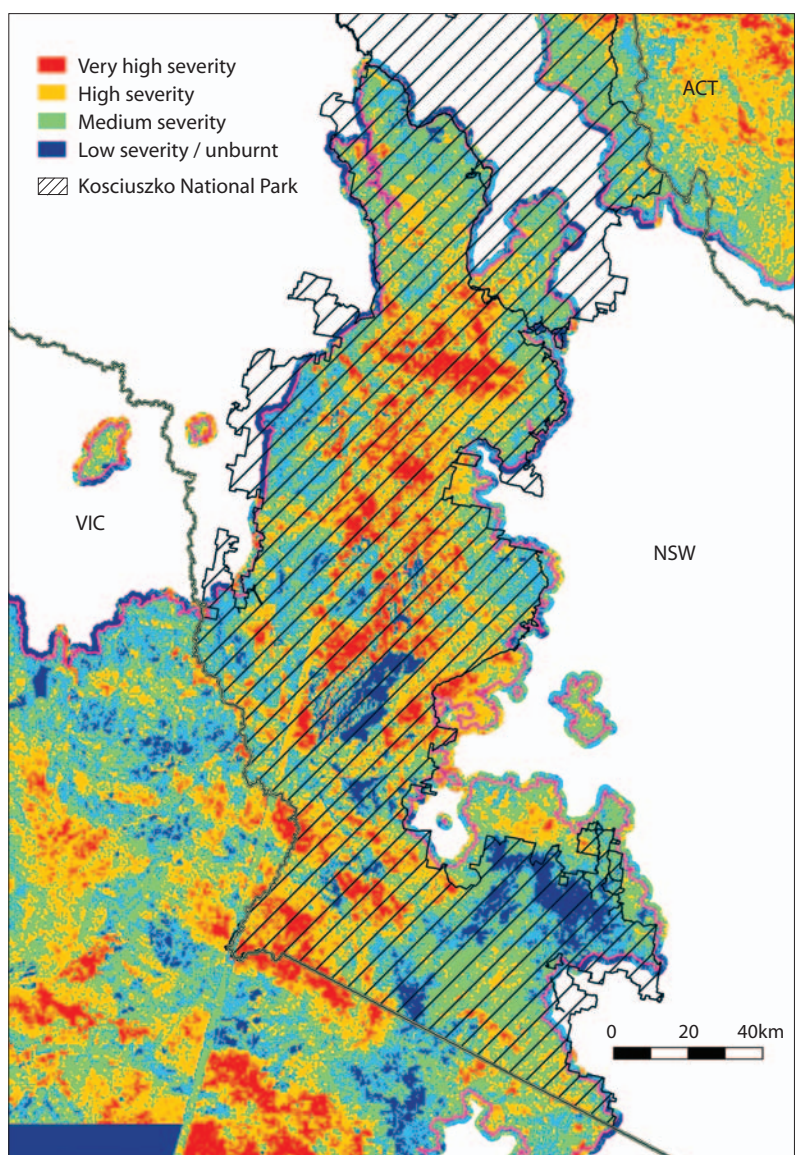 Very high severity
High severity
Medium severity
Low severity / unburnt
Kosciuszko National Park
ACT
VIC
NSW
0 20 40km